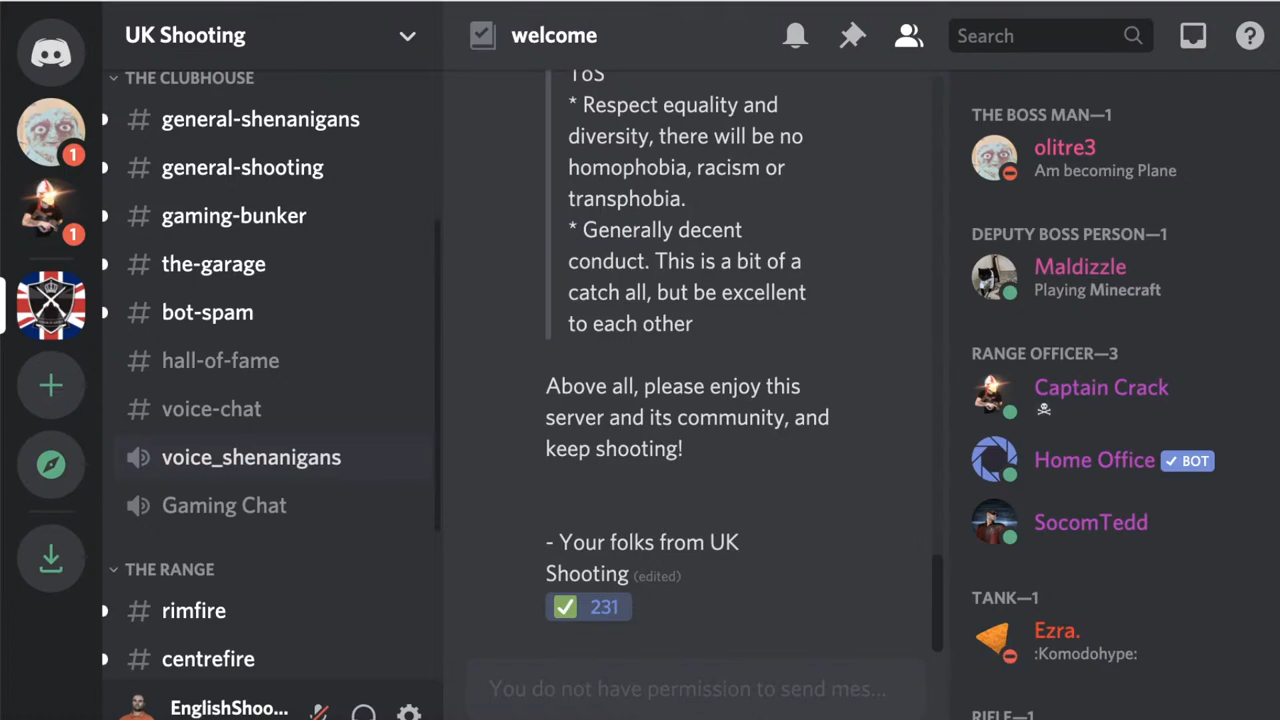 UK Shooting
THE CLUBHOUSE
general-shenanigans
general-shooting
gaming-bunker
the-garage
bot-spam
hall-of-fame
voice-chat
voice_shenanigans
Gaming Chat
THE RANGE
rimfire
centrefire
EnglishShoo...
1
1
welcome
Search
ToS
* Respect equality and
diversity, there will be no
homophobia, racism or
transphobia.
* Generally decent
conduct. This is a bit of a
catch all, but be excellent
to each other
Above all, please enjoy this
server and its community, and
keep shooting!
- Your folks from UK
Shooting (edited)
✅ 231
You do not have permission to send mes...
THE BOSS MAN—1
olitre3
Am becoming Plane
DEPUTY BOSS PERSON—1
Maldizzle
Playing Minecraft
RANGE OFFICER—3
Captain Crack
☠
Home Office ✓ BOT
SocomTedd
TANK—1
Ezra.
:Komodohype:
RIFLE—1